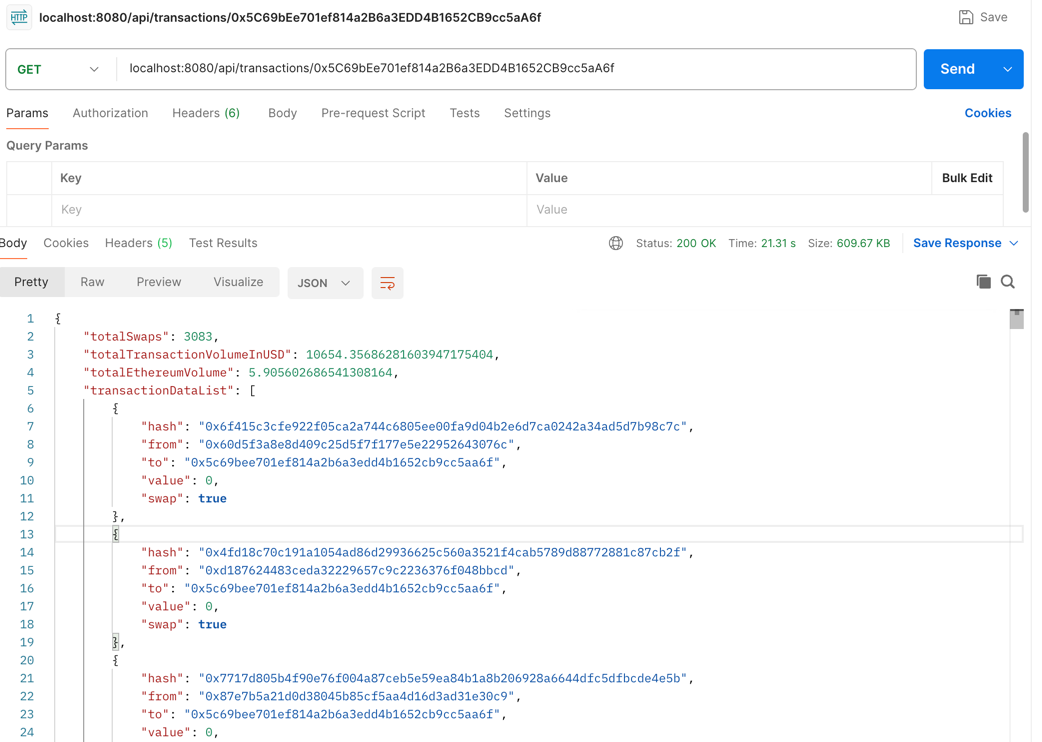 HTTP localhost:8080/api/transactions/0x5C69bEe701ef814a2B6a3EDD4B1652CB9cc5aA6f Save
GET localhost:8080/api/transactions/0x5C69bEe701ef814a2B6a3EDD4B1652CB9cc5aA6f Send
Params Authorization Headers (6) Body Pre-request Script Tests Settings Cookies
Query Params
Key Value Bulk Edit
Key Value
Body Cookies Headers (5) Test Results Status: 200 OK Time: 21.31 s Size: 609.67 KB Save Response
Pretty Raw Preview Visualize JSON
1 {
2 "totalSwaps": 3083,
3 "totalTransactionVolumeInUSD": 10654.35686281603947175404,
4 "totalEthereumVolume": 5.905602686541308164,
5 "transactionDataList": [
6 {
7 "hash": "0x6f415c3cfe922f05ca2a744c6805ee00fa9d04b2e6d7ca0242a34ad5d7b98c7c",
8 "from": "0x60d5f3a8e8d409c25d5f7f177e5e22952643076c",
9 "to": "0x5c69bee701ef814a2b6a3edd4b1652cb9cc5aa6f",
10 "value": 0,
11 "swap": true
12 },
13 {
14 "hash": "0x4fd18c70c191a1054ad86d29936625c560a3521f4cab5789d88772881c87cb2f",
15 "from": "0xd187624483ceda32229657c9c2236376f048bbcd",
16 "to": "0x5c69bee701ef814a2b6a3edd4b1652cb9cc5aa6f",
17 "value": 0,
18 "swap": true
19 },
20 {
21 "hash": "0x7717d805b4f90e76f004a87ceb5e59ea84b1a8b206928a6644dfc5dfbcde4e5b",
22 "from": "0x87e7b5a21d0d38045b85cf5aa4d16d3ad31e30c9",
23 "to": "0x5c69bee701ef814a2b6a3edd4b1652cb9cc5aa6f",
24 "value": 0,